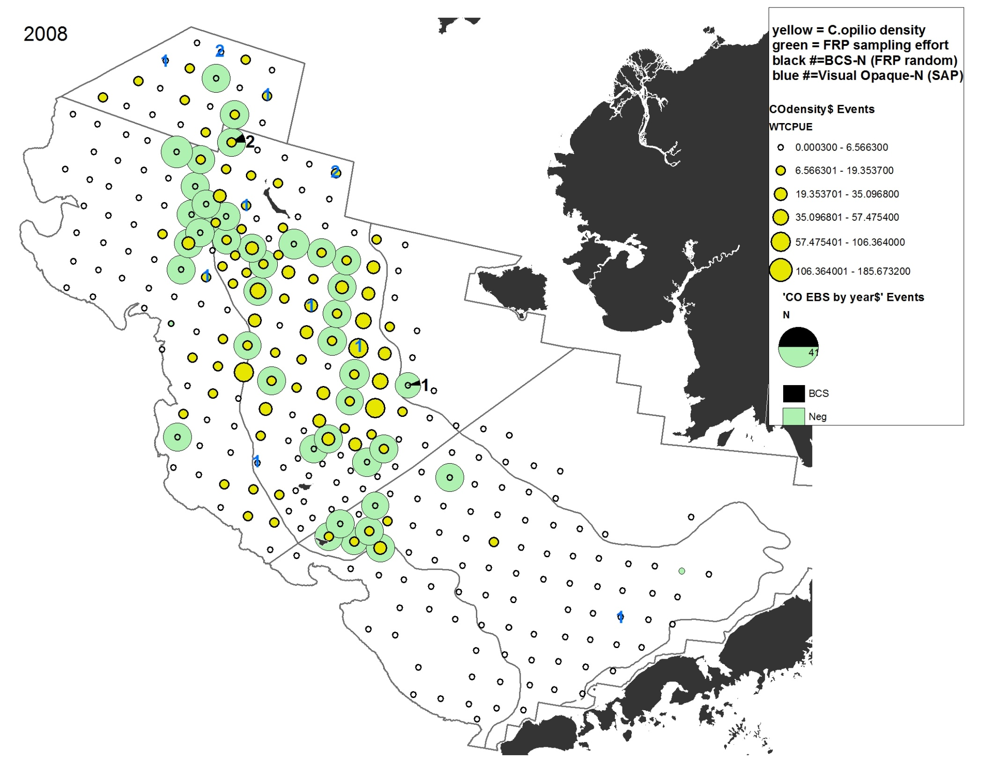 2008
yellow = C.opilio density
green = FRP sampling effort
black #=BCS-N (FRP random)
blue #=Visual Opaque-N (SAP)
COdensity$ Events
WTCPUE
0.000300 - 6.566300
6.566301 - 19.353700
19.353701 - 35.096800
35.096801 - 57.475400
57.475401 - 106.364000
106.364001 - 185.673200
'CO EBS by year$' Events
N
41
BCS
Neg
2
1
1
2
2
1
1
1
1
1
1
1